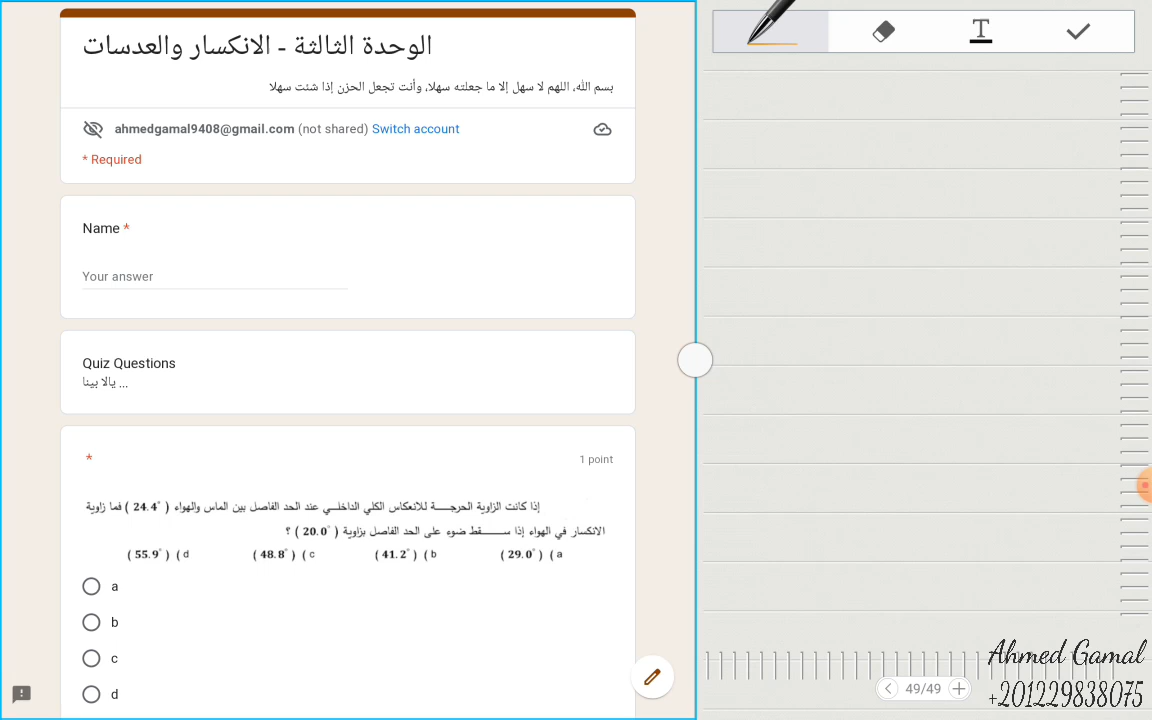 الوحدة الثالثة - الانكسار والعدسات
بسم الله، اللهم لا سهل إلا ما جعلته سهلا، وأنت تجعل الحزن إذا شئت سهلا
ahmedgamal9408@gmail.com (not shared) Switch account
* Required
Name *
Your answer
Quiz Questions
يالا بينا ...
*
1 point
إذا كانت الزاوية الحرجة للانعكاس الكلي الداخلي عند الحد الفاصل بين الماس والهواء ( 24.4° ) فما زاوية
الانكسار في الهواء إذا سقط ضوء على الحد الفاصل بزاوية ( 20.0° ) ؟
a) ( 29.0° ) b) ( 41.2° ) c) ( 48.8° ) d) ( 55.9° )
a
b
c
d
T
49/49
Ahmed Gamal
+201229838075